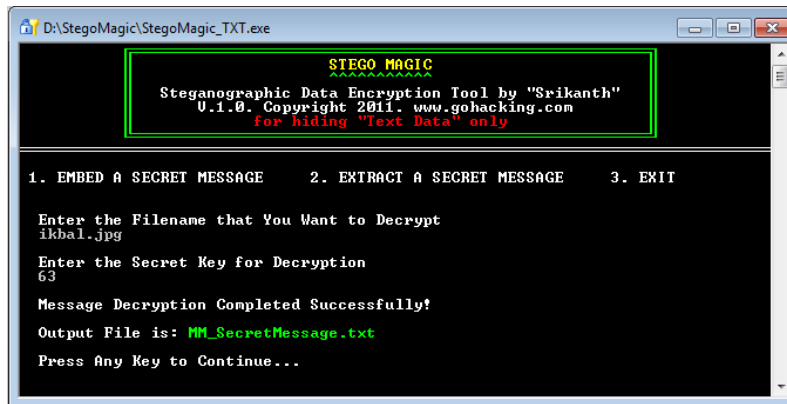 D:\StegoMagic\StegoMagic_TXT.exe
STEGO MAGIC
^^^^^^^^^^^
Steganographic Data Encryption Tool by "Srikanth"
V.1.0. Copyright 2011. www.gohacking.com
for hiding "Text Data" only
1. EMBED A SECRET MESSAGE 2. EXTRACT A SECRET MESSAGE 3. EXIT
Enter the Filename that You Want to Decrypt
ikbal.jpg
Enter the Secret Key for Decryption
63
Message Decryption Completed Successfully!
Output File is: MM_SecretMessage.txt
Press Any Key to Continue...